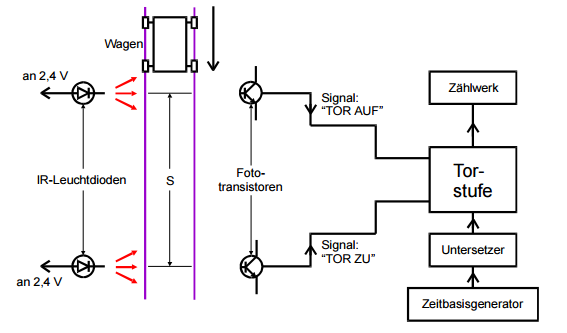 Wagen
an 2,4 V
Signal:
“TOR AUF”
Zählwerk
IR-Leuchtdioden
S
Foto-
transistoren
Tor-
stufe
Signal:
“TOR ZU”
Untersetzer
an 2,4 V
Zeitbasisgenerator